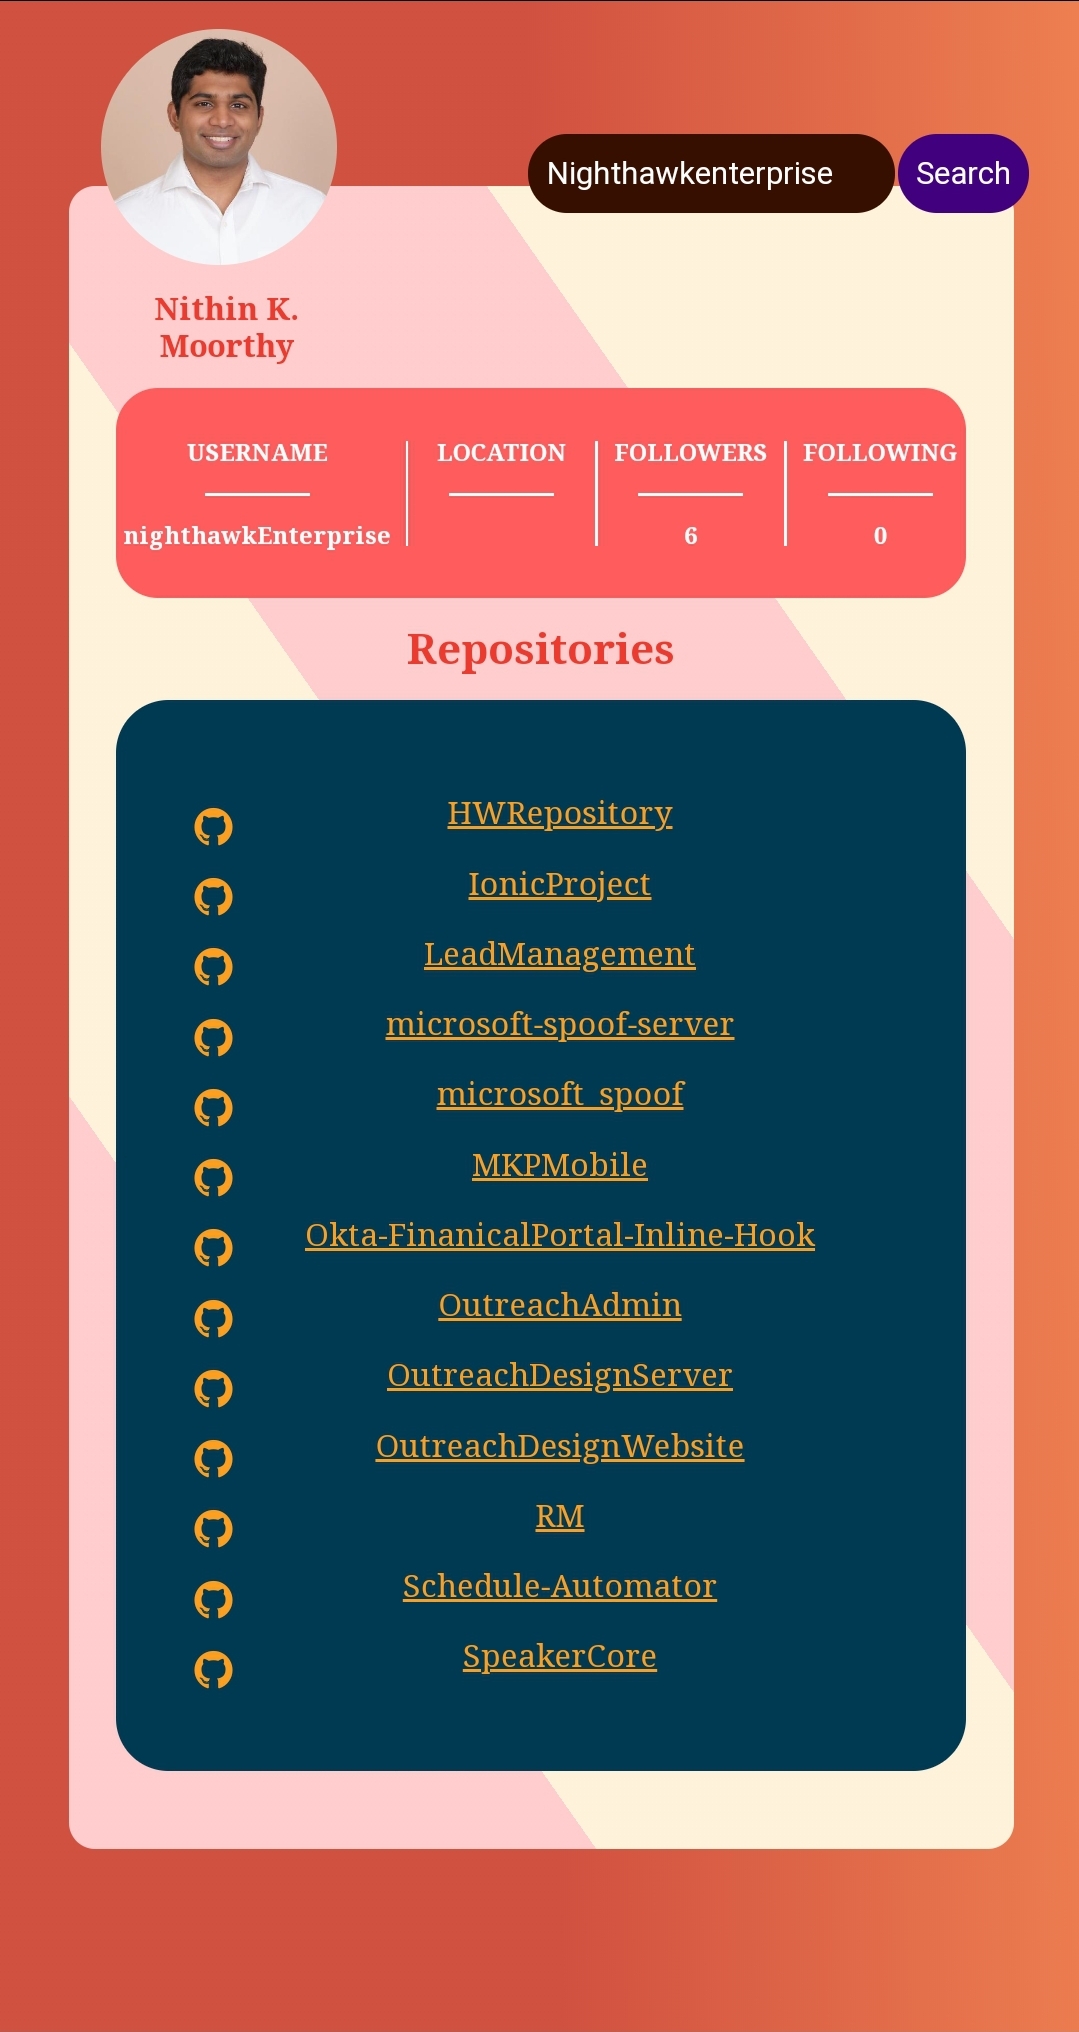 Nighthawkenterprise
Search
Nithin K.
Moorthy
USERNAME
nighthawkEnterprise
LOCATION
FOLLOWERS
6
FOLLOWING
0
Repositories
HWRepository
IonicProject
LeadManagement
microsoft-spoof-server
microsoft_spoof
MKPMobile
Okta-FinanicalPortal-Inline-Hook
OutreachAdmin
OutreachDesignServer
OutreachDesignWebsite
RM
Schedule-Automator
SpeakerCore